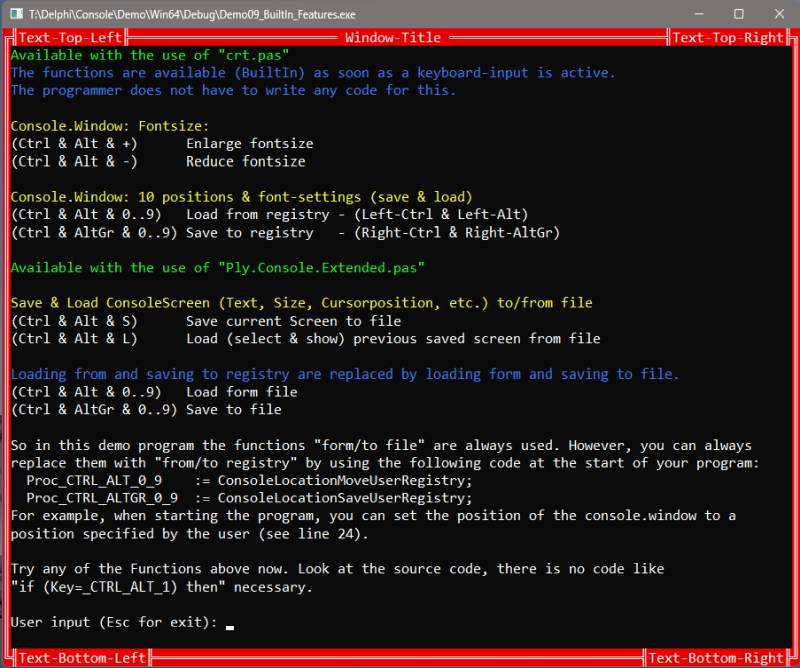 T:\Delphi\Console\Demo\Win64\Debug\Demo09_BuiltIn_Features.exe
Text-Top-Left Window-Title Text-Top-Right
Available with the use of "crt.pas"
The functions are available (BuiltIn) as soon as a keyboard-input is active.
The programmer does not have to write any code for this.
Console.Window: Fontsize:
(Ctrl & Alt & +)      Enlarge fontsize
(Ctrl & Alt & -)      Reduce fontsize
Console.Window: 10 positions & font-settings (save & load)
(Ctrl & Alt & 0..9)   Load from registry - (Left-Ctrl & Left-Alt)
(Ctrl & AltGr & 0..9) Save to registry   - (Right-Ctrl & Right-AltGr)
Available with the use of "Ply.Console.Extended.pas"
Save & Load ConsoleScreen (Text, Size, Cursorposition, etc.) to/from file
(Ctrl & Alt & S)      Save current Screen to file
(Ctrl & Alt & L)      Load (select & show) previous saved screen from file
Loading from and saving to registry are replaced by loading form and saving to file.
(Ctrl & Alt & 0..9)   Load form file
(Ctrl & AltGr & 0..9) Save to file
So in this demo program the functions "form/to file" are always used. However, you can always
replace them with "from/to registry" by using the following code at the start of your program:
  Proc_CTRL_ALT_0_9    := ConsoleLocationMoveUserRegistry;
  Proc_CTRL_ALTGR_0_9  := ConsoleLocationSaveUserRegistry;
For example, when starting the program, you can set the position of the console.window to a
position specified by the user (see line 24).
Try any of the Functions above now. Look at the source code, there is no code like
"if (Key=_CTRL_ALT_1) then" necessary.
User input (Esc for exit): _
Text-Bottom-Left Text-Bottom-Right